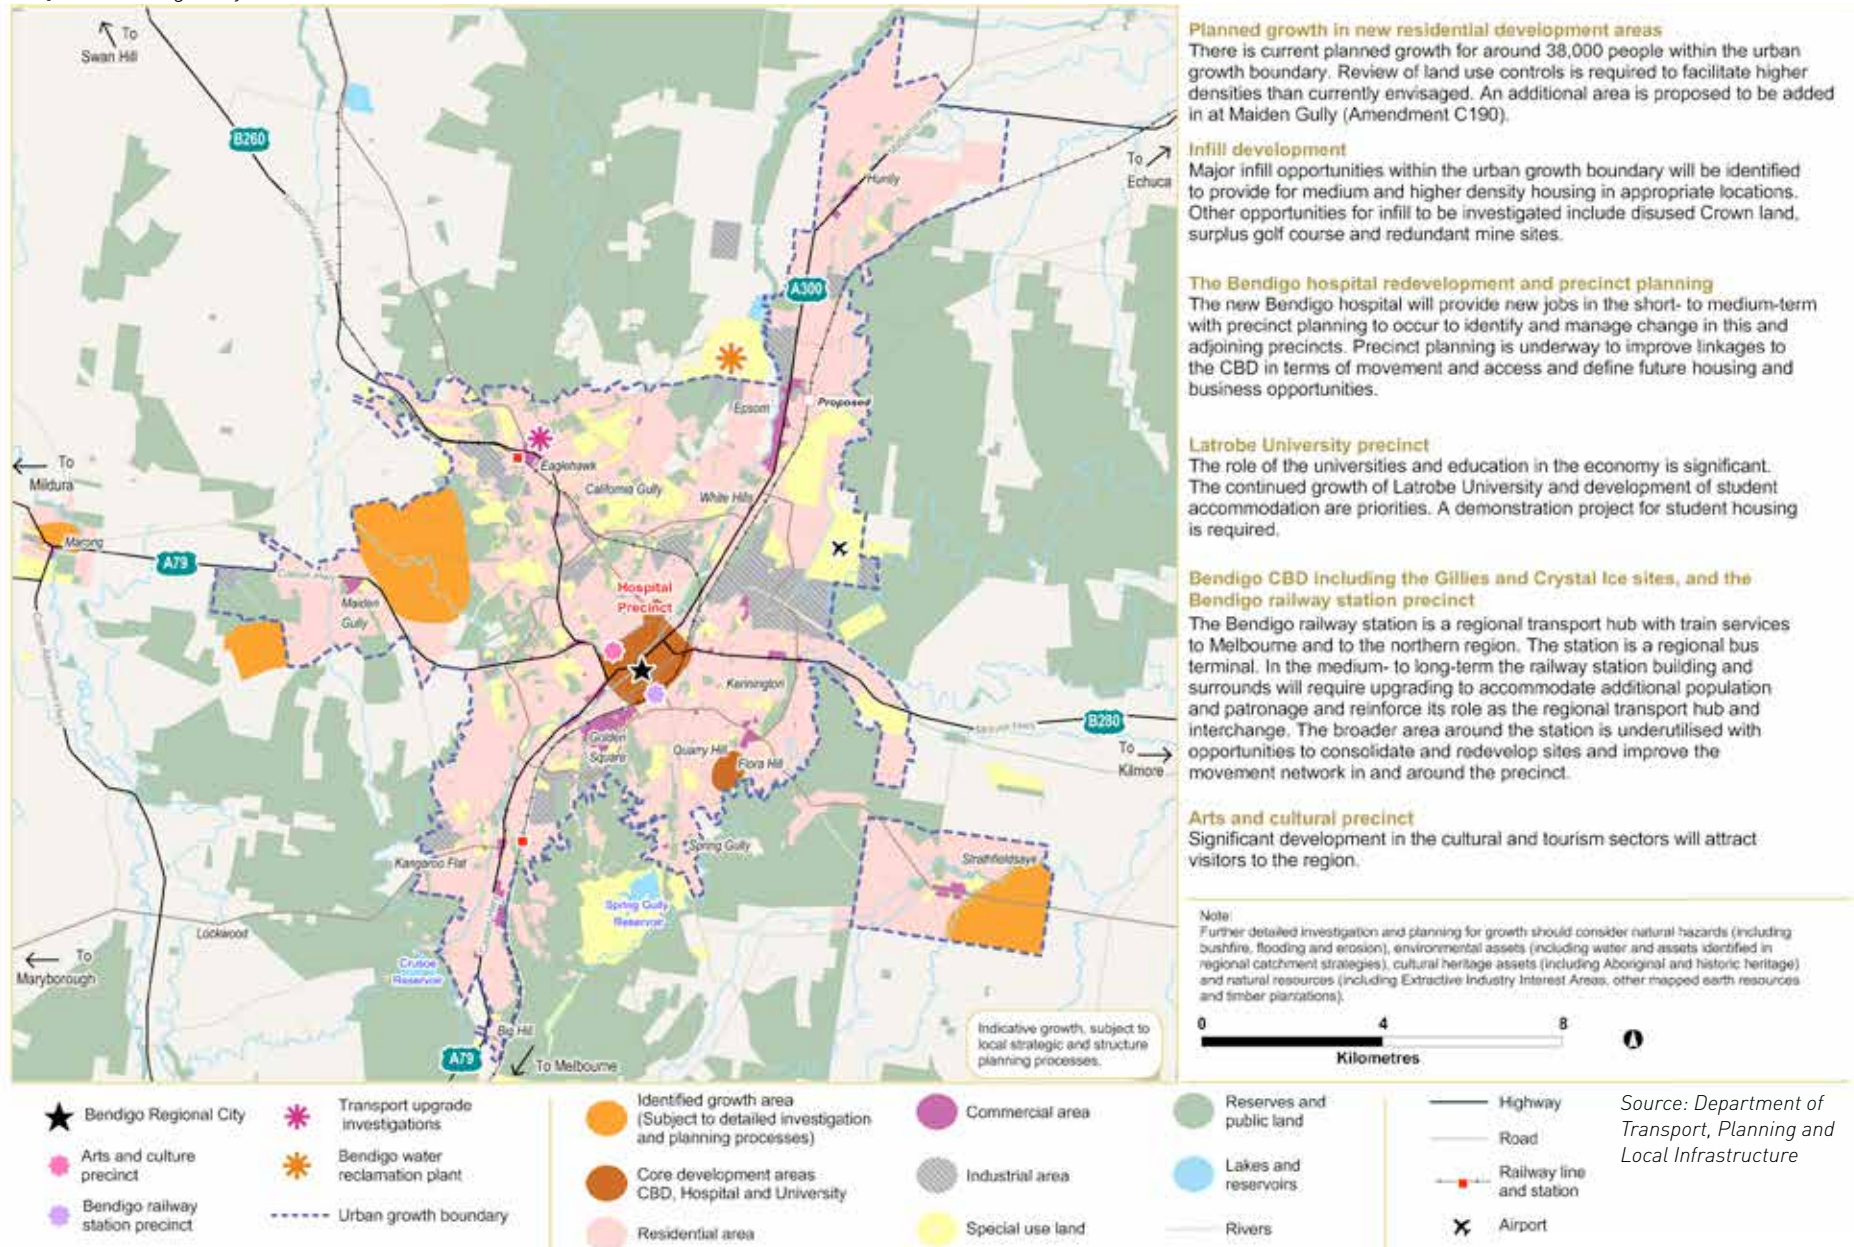 To
Swan Hill
B260
Huntly
To
Echuca
A300
Epsom
Proposed
To
Mildura
Eaglehawk
California Gully
White Hills
Marong
A79
Calder Hwy
Maiden
Gully
Hospital
Precinct
Kennington
B280
McIvor Hwy
To
Kilmore
Golden
Square
Quarry Hill
Flora Hill
Kangaroo Flat
Spring Gully
Strathfieldsaye
Spring Gully
Reservoir
Lockwood
To
Maryborough
Crusoe
Reservoir
Big Hill
A79
To Melbourne
Indicative growth, subject to
local strategic and structure
planning processes.
Planned growth in new residential development areas
There is current planned growth for around 38,000 people within the urban
growth boundary. Review of land use controls is required to facilitate higher
densities than currently envisaged. An additional area is proposed to be added
in at Maiden Gully (Amendment C190).
Infill development
Major infill opportunities within the urban growth boundary will be identified
to provide for medium and higher density housing in appropriate locations.
Other opportunities for infill to be investigated include disused Crown land,
surplus golf course and redundant mine sites.
The Bendigo hospital redevelopment and precinct planning
The new Bendigo hospital will provide new jobs in the short- to medium-term
with precinct planning to occur to identify and manage change in this and
adjoining precincts. Precinct planning is underway to improve linkages to
the CBD in terms of movement and access and define future housing and
business opportunities.
Latrobe University precinct
The role of the universities and education in the economy is significant.
The continued growth of Latrobe University and development of student
accommodation are priorities. A demonstration project for student housing
is required.
Bendigo CBD including the Gillies and Crystal Ice sites, and the
Bendigo railway station precinct
The Bendigo railway station is a regional transport hub with train services
to Melbourne and to the northern region. The station is a regional bus
terminal. In the medium- to long-term the railway station building and
surrounds will require upgrading to accommodate additional population
and patronage and reinforce its role as the regional transport hub and
interchange. The broader area around the station is underutilised with
opportunities to consolidate and redevelop sites and improve the
movement network in and around the precinct.
Arts and cultural precinct
Significant development in the cultural and tourism sectors will attract
visitors to the region.
Note:
Further detailed investigation and planning for growth should consider natural hazards (including
bushfire, flooding and erosion), environmental assets (including water and assets identified in
regional catchment strategies), cultural heritage assets (including Aboriginal and historic heritage)
and natural resources (including Extractive Industry Interest Areas, other mapped earth resources
and timber plantations).
0 4 8
Kilometres
Bendigo Regional City
Arts and culture
precinct
Bendigo railway
station precinct
Transport upgrade
investigations
Bendigo water
reclamation plant
Urban growth boundary
Identified growth area
(Subject to detailed investigation
and planning processes)
Core development areas
CBD, Hospital and University
Residential area
Commercial area
Industrial area
Special use land
Reserves and
public land
Lakes and
reservoirs
Rivers
Highway
Road
Railway line
and station
Airport
Source: Department of
Transport, Planning and
Local Infrastructure